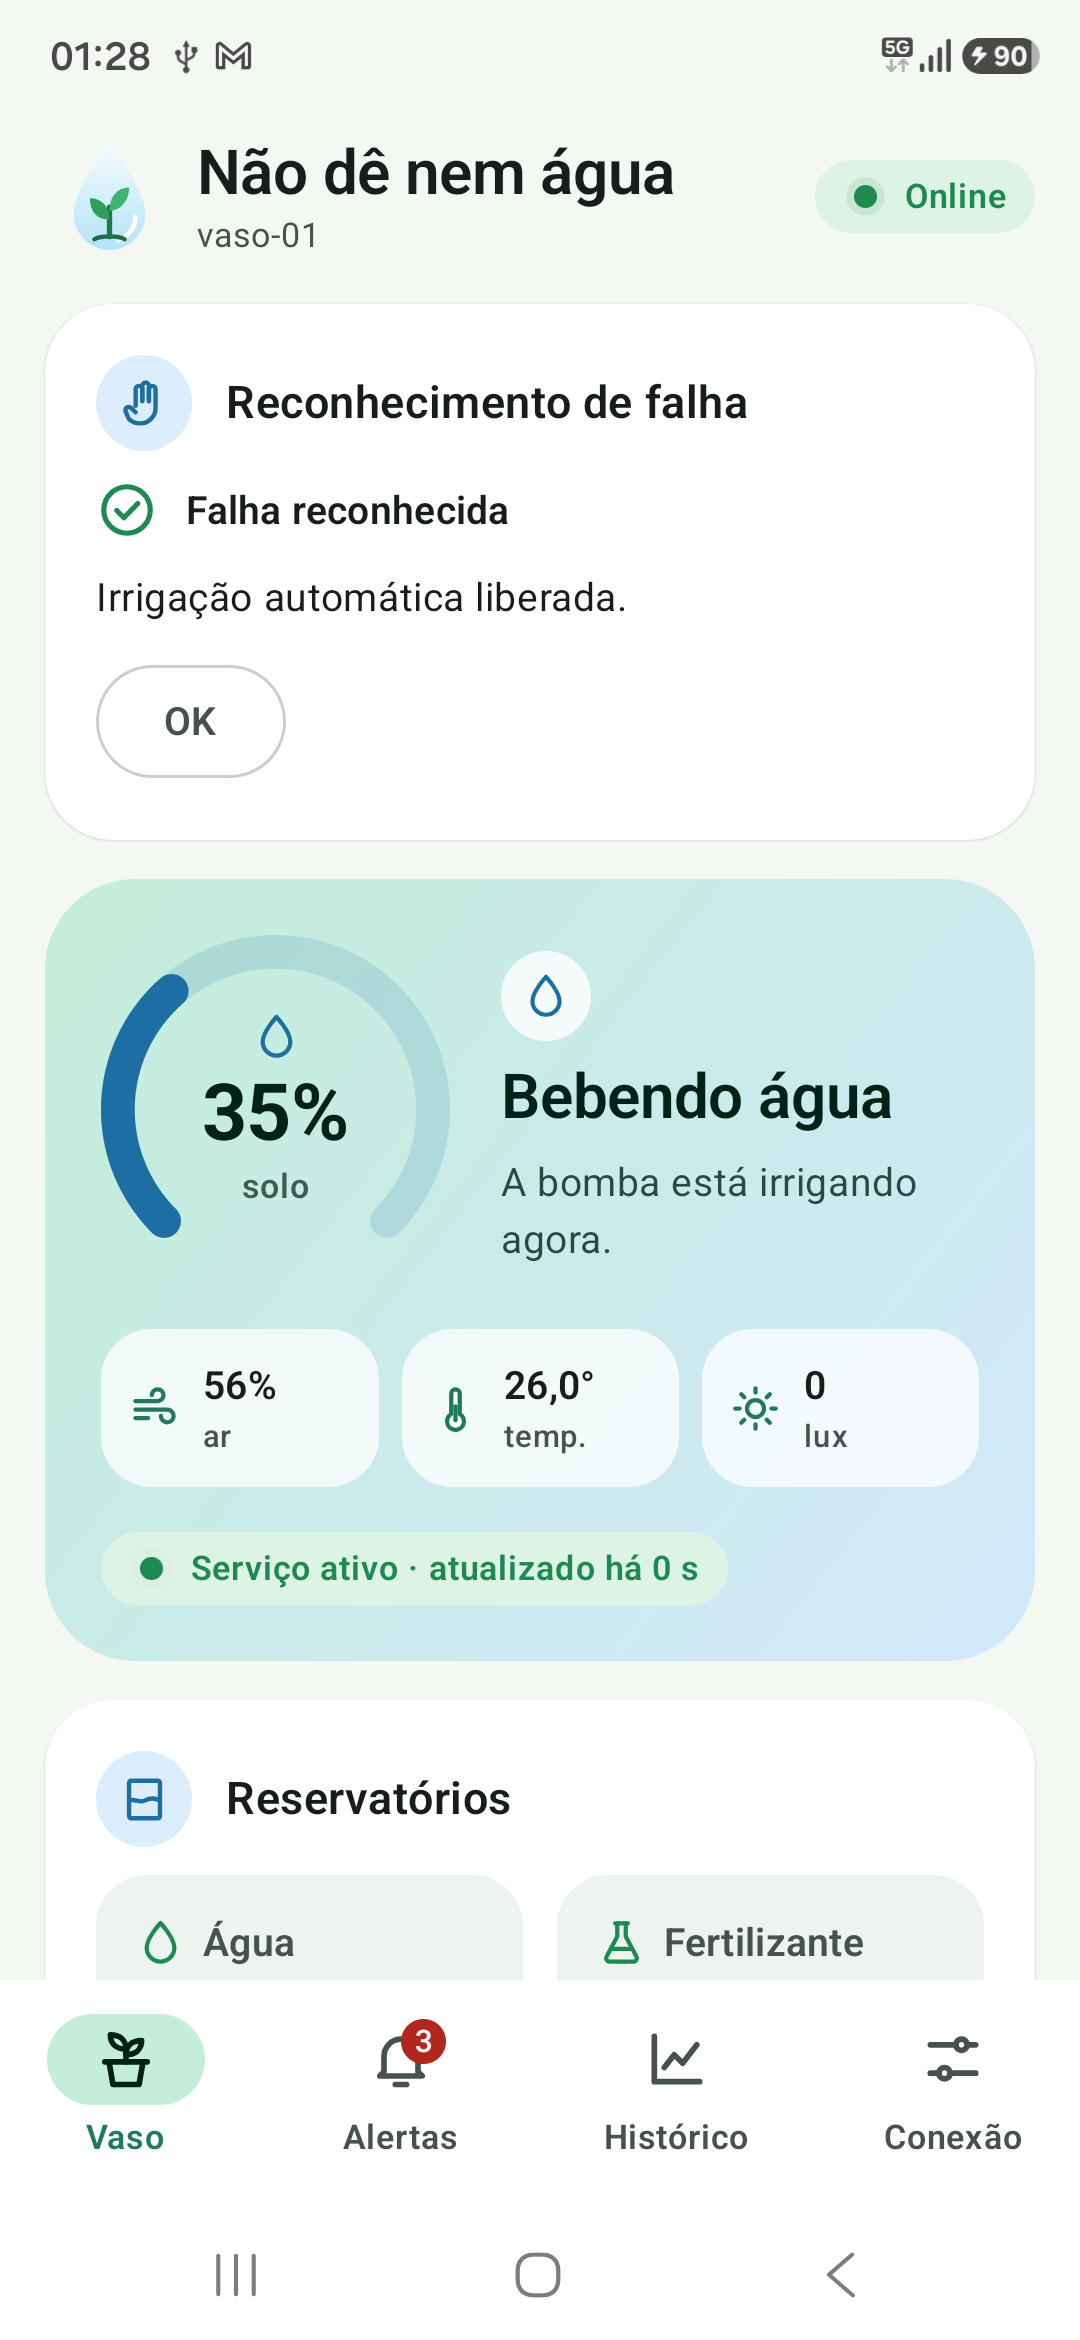 01:28
5G
90
Não dê nem água
vaso-01
Online
Reconhecimento de falha
Falha reconhecida
Irrigação automática liberada.
OK
35%
solo
Bebendo água
A bomba está irrigando
agora.
56%
ar
26,0°
temp.
0
lux
Serviço ativo · atualizado há 0 s
Reservatórios
Água
Fertilizante
3
Vaso
Alertas
Histórico
Conexão